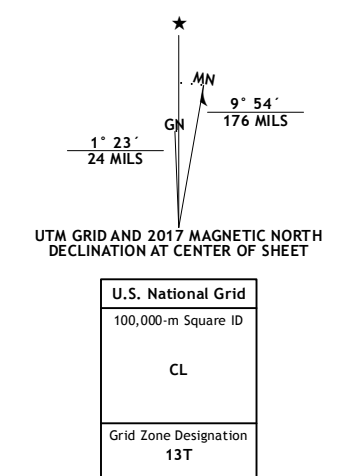 MN
9° 54´
176 MILS
GN
1° 23´
24 MILS
UTM GRID AND 2017 MAGNETIC NORTH
DECLINATION AT CENTER OF SHEET
U.S. National Grid
100,000-m Square ID
CL
Grid Zone Designation
13T